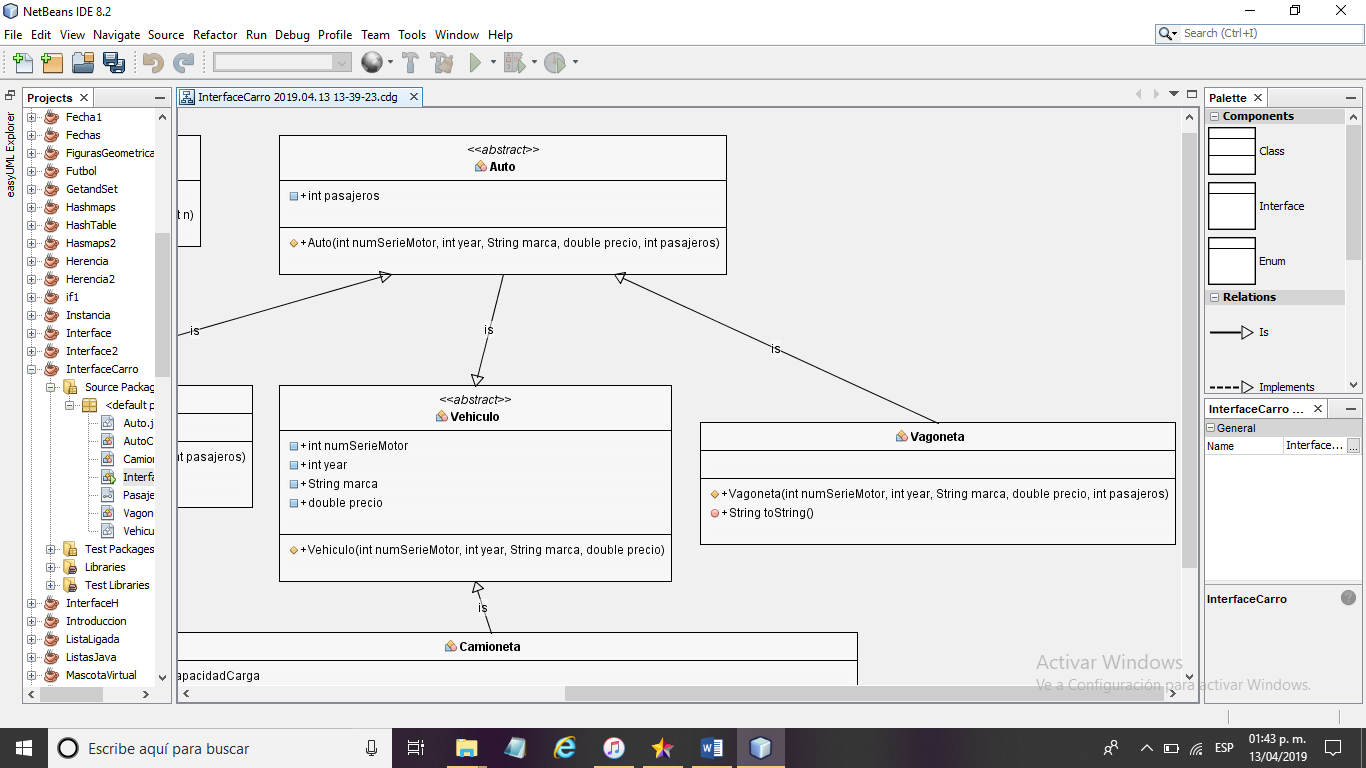 NetBeans IDE 8.2
File Edit View Navigate Source Refactor Run Debug Profile Team Tools Window Help
Search (Ctrl+I)
easyUML Explorer
Projects
Fecha1
Fechas
FigurasGeometrica
Futbol
GetandSet
Hashmaps
HashTable
Hasmaps2
Herencia
Herencia2
if1
Instancia
Interface
Interface2
InterfaceCarro
Source Packag
<default p
Auto.j
AutoC
Camio
Interfa
Pasaje
Vagon
Vehicu
Test Packages
Libraries
Test Libraries
InterfaceH
Introduccion
ListaLigada
ListasJava
MascotaVirtual
InterfaceCarro 2019.04.13 13-39-23.cdg
t n)
<<abstract>>
Auto
+int pasajeros
+Auto(int numSerieMotor, int year, String marca, double precio, int pasajeros)
is
is
is
nt pasajeros)
<<abstract>>
Vehiculo
+int numSerieMotor
+int year
+String marca
+double precio
+Vehiculo(int numSerieMotor, int year, String marca, double precio)
Vagoneta
+Vagoneta(int numSerieMotor, int year, String marca, double precio, int pasajeros)
+String toString()
is
Camioneta
apacidadCarga
Palette
Components
Class
Interface
Enum
Relations
Is
Implements
InterfaceCarro ...
General
Name Interface... ...
InterfaceCarro
?
Activar Windows
Ve a Configuración para activar Windows.
Escribe aquí para buscar
ESP
01:43 p. m.
13/04/2019